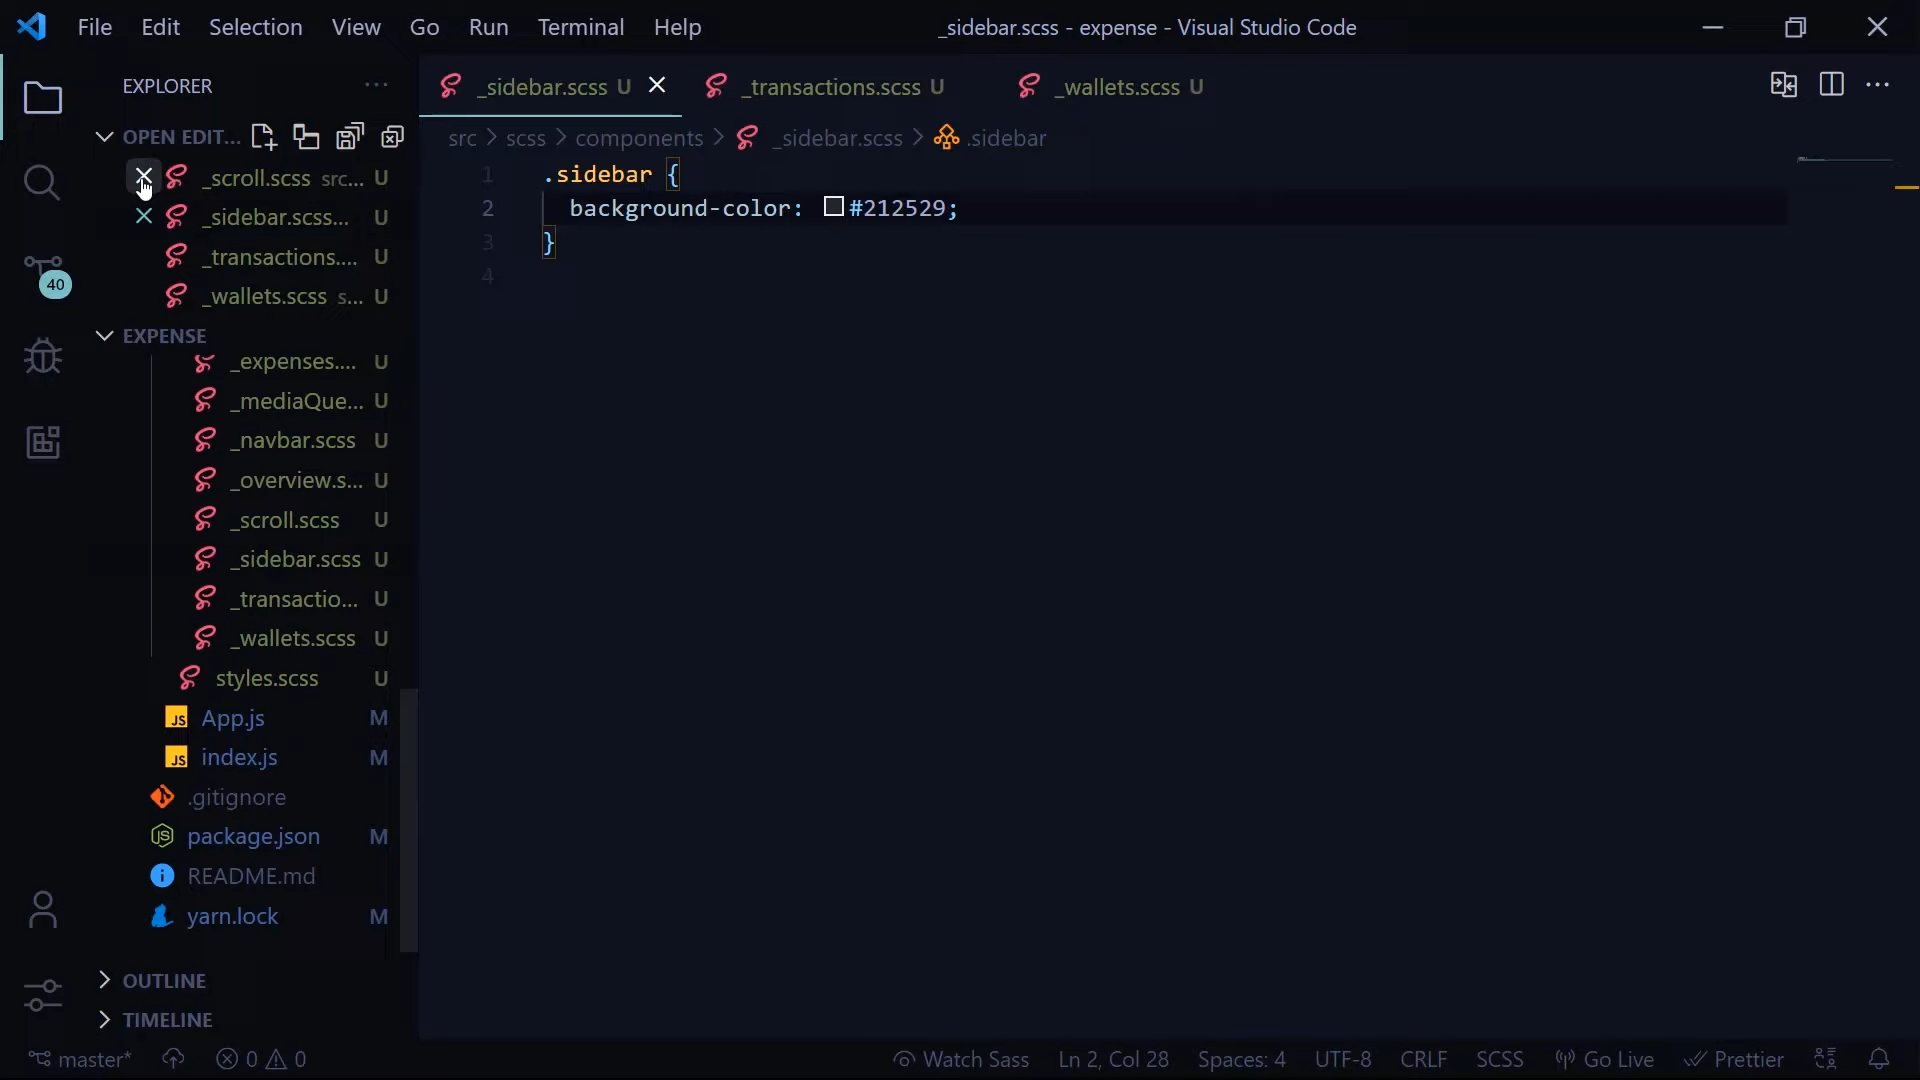 File Edit Selection View Go Run Terminal Help _sidebar.scss - expense - Visual Studio Code
EXPLORER ...
OPEN EDIT...
_scroll.scss src... U
_sidebar.scss... U
_transactions.... U
_wallets.scss s... U
EXPENSE
_expenses.... U
_mediaQue... U
_navbar.scss U
_overview.s... U
_scroll.scss U
_sidebar.scss U
_transactio... U
_wallets.scss U
styles.scss U
JS App.js M
JS index.js M
.gitignore
package.json M
README.md
yarn.lock M
OUTLINE
TIMELINE
40
_sidebar.scss U _transactions.scss U _wallets.scss U
src > scss > components > _sidebar.scss > .sidebar
1 .sidebar {
2 background-color: #212529;
3 }
4
master* 0 0 Watch Sass Ln 2, Col 28 Spaces: 4 UTF-8 CRLF SCSS Go Live Prettier